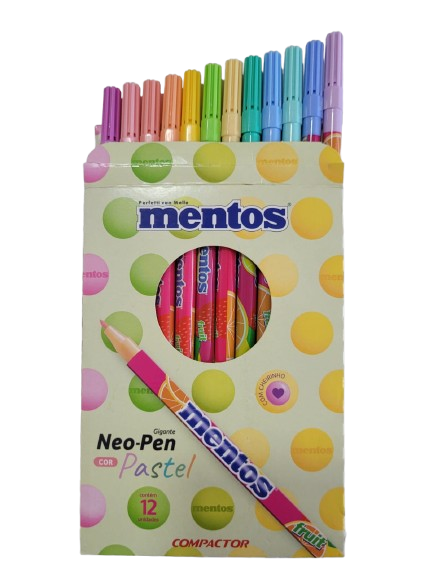 mentos
Perfetti van Melle
mentos
entos
fruit
COM CHEIRINHO
mentos
fruit
Gigante
Neo-Pen
COR Pastel
contém
12
unidades
mentos
COMPACTOR